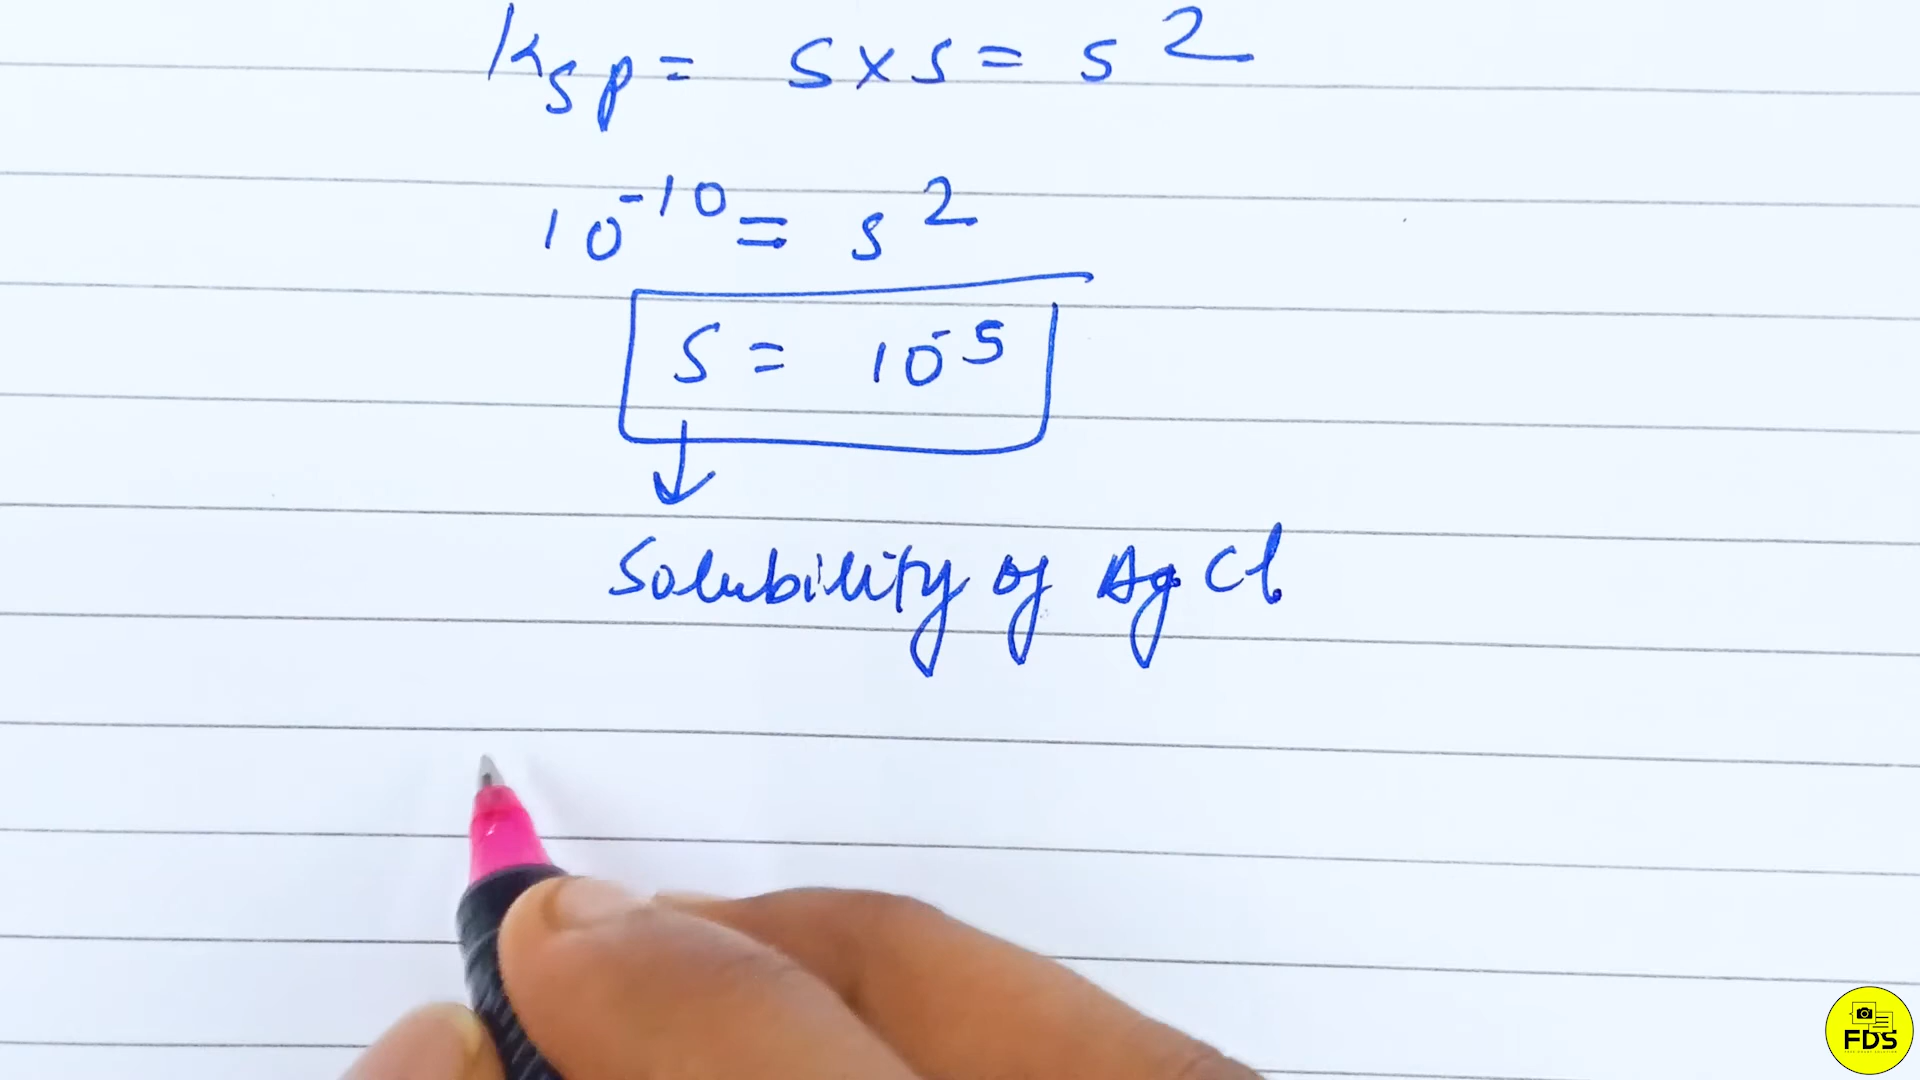 Ksp = s x s = s²
10⁻¹⁰ = s²
s = 10⁻⁵
↓
Solubility of AgCl
FDS